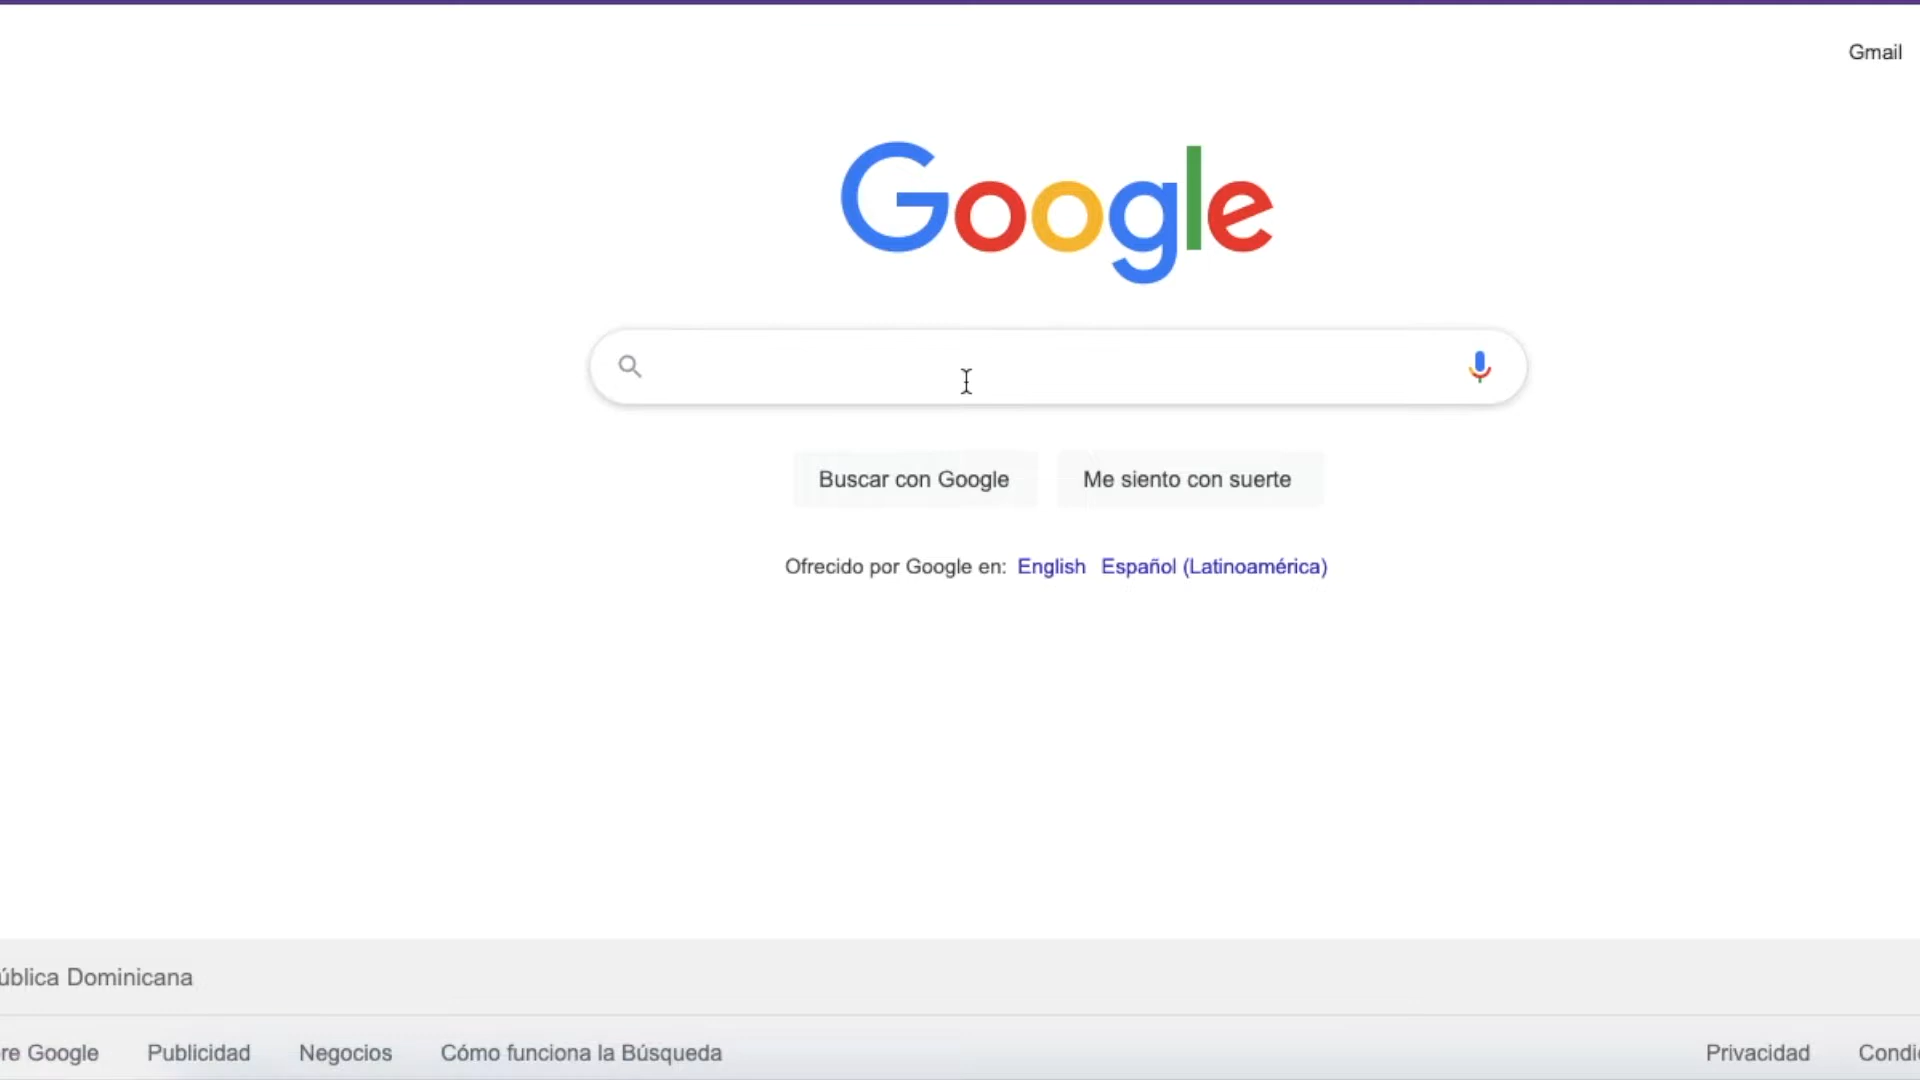 Gmail
Google
Buscar con Google
Me siento con suerte
Ofrecido por Google en: English Español (Latinoamérica)
ública Dominicana
re Google
Publicidad
Negocios
Cómo funciona la Búsqueda
Privacidad
Condi